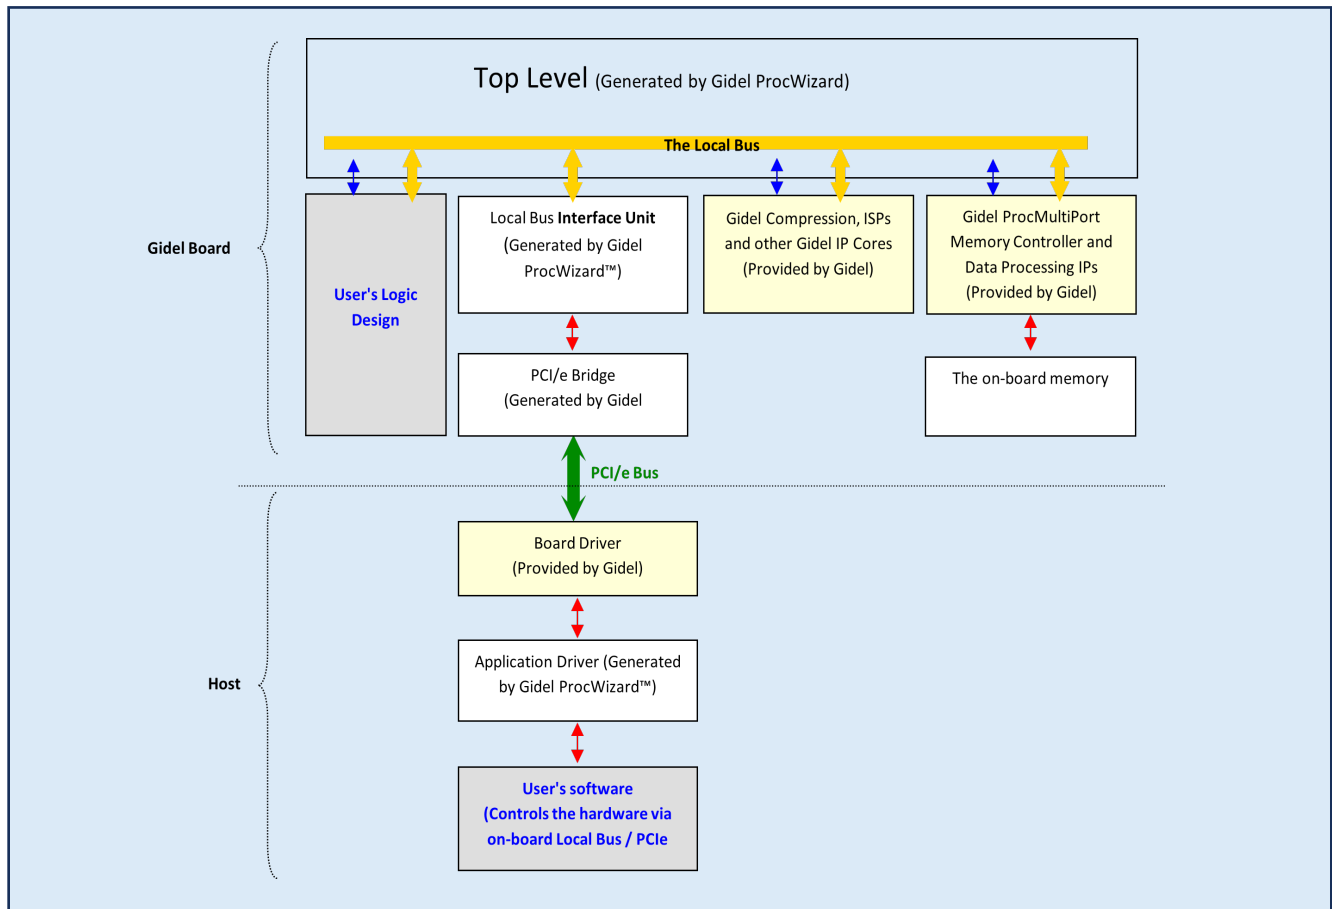 Top Level (Generated by Gidel ProcWizard)
The Local Bus
Gidel Board
User's Logic
Design
Local Bus Interface Unit
(Generated by Gidel
ProcWizard™)
Gidel Compression, ISPs
and other Gidel IP Cores
(Provided by Gidel)
Gidel ProcMultiPort
Memory Controller and
Data Processing IPs
(Provided by Gidel)
PCI/e Bridge
(Generated by Gidel
The on-board memory
PCI/e Bus
Board Driver
(Provided by Gidel)
Host
Application Driver (Generated
by Gidel ProcWizard™)
User's software
(Controls the hardware via
on-board Local Bus / PCIe